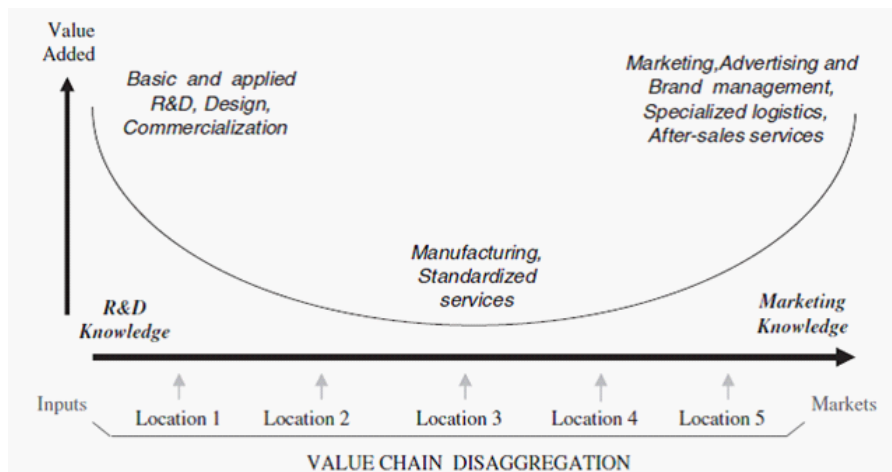 Value
Added
Basic and applied
R&D, Design,
Commercialization
Marketing,Advertising and
Brand management,
Specialized logistics,
After-sales services
Manufacturing,
Standardized
services
R&D
Knowledge
Marketing
Knowledge
Inputs
Location 1
Location 2
Location 3
Location 4
Location 5
Markets
VALUE CHAIN DISAGGREGATION